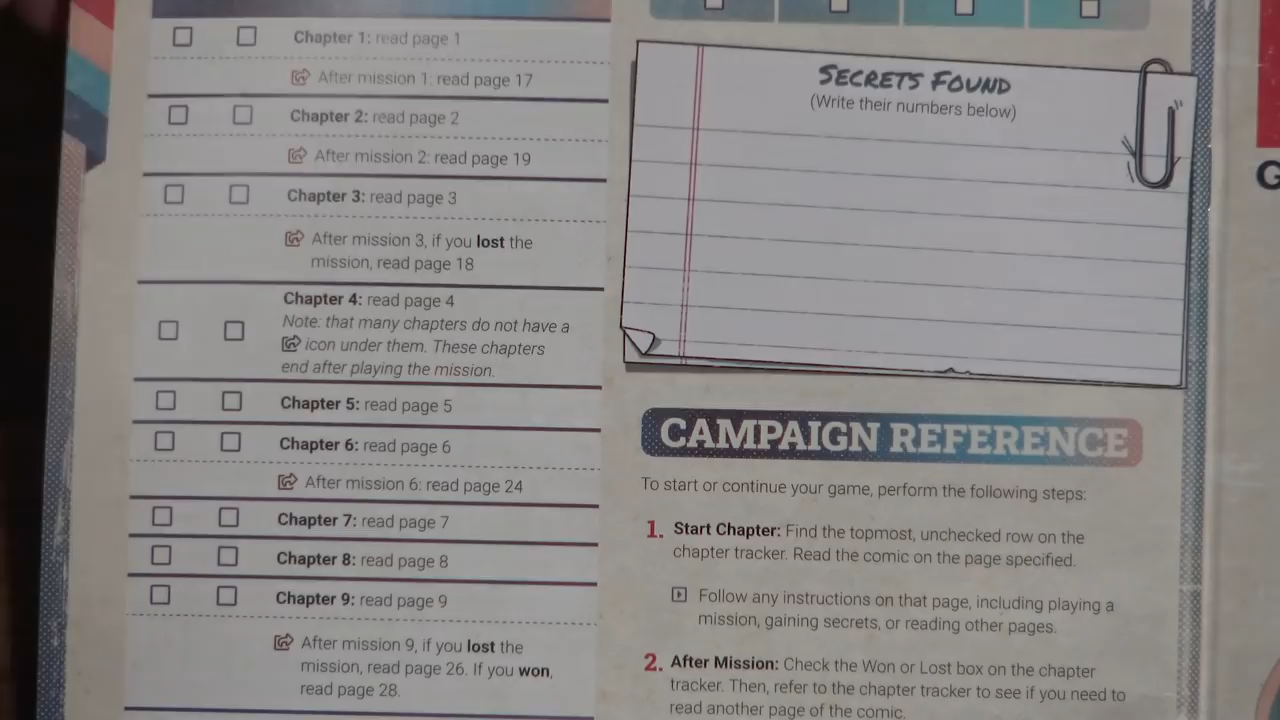 Chapter 1: read page 1
After mission 1: read page 17
Chapter 2: read page 2
After mission 2: read page 19
Chapter 3: read page 3
After mission 3, if you lost the
mission, read page 18
Chapter 4: read page 4
Note: that many chapters do not have a
icon under them. These chapters
end after playing the mission.
Chapter 5: read page 5
Chapter 6: read page 6
After mission 6: read page 24
Chapter 7: read page 7
Chapter 8: read page 8
Chapter 9: read page 9
After mission 9, if you lost the
mission, read page 26. If you won,
read page 28.
SECRETS FOUND
(Write their numbers below)
CAMPAIGN REFERENCE
To start or continue your game, perform the following steps:
1. Start Chapter: Find the topmost, unchecked row on the
chapter tracker. Read the comic on the page specified.
Follow any instructions on that page, including playing a
mission, gaining secrets, or reading other pages.
2. After Mission: Check the Won or Lost box on the chapter
tracker. Then, refer to the chapter tracker to see if you need to
read another page of the comic.
G